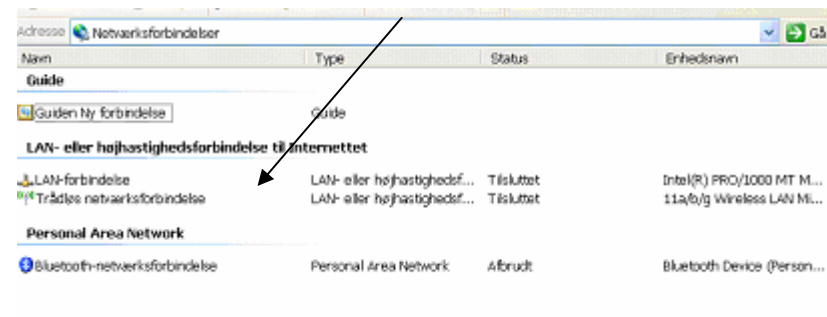 Adresse Netværksforbindelser Gå
Navn Type Status Enhedsnavn
Guide
Guiden Ny forbindelse Guide
LAN- eller højhastighedsforbindelse til Internettet
LAN-forbindelse LAN- eller højhastighedsf... Tilsluttet Intel(R) PRO/1000 MT M...
Trådløs netværksforbindelse LAN- eller højhastighedsf... Tilsluttet 11a/b/g Wireless LAN Mi...
Personal Area Network
Bluetooth-netværksforbindelse Personal Area Network Afbrudt Bluetooth Device (Person...